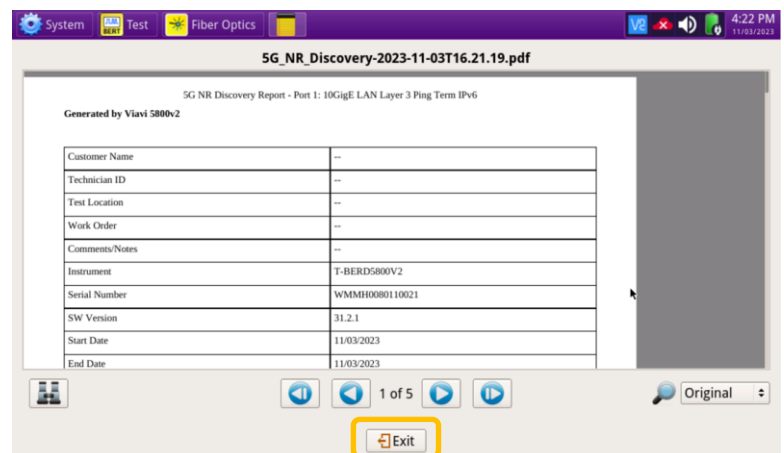 System BERT Test Fiber Optics V2 4:22 PM
11/03/2023
5G_NR_Discovery-2023-11-03T16.21.19.pdf
5G NR Discovery Report - Port 1: 10GigE LAN Layer 3 Ping Term IPv6
Generated by Viavi 5800v2
Customer Name --
Technician ID --
Test Location --
Work Order --
Comments/Notes --
Instrument T-BERD5800V2
Serial Number WMMH0080110021
SW Version 31.2.1
Start Date 11/03/2023
End Date 11/03/2023
1 of 5 Original
Exit